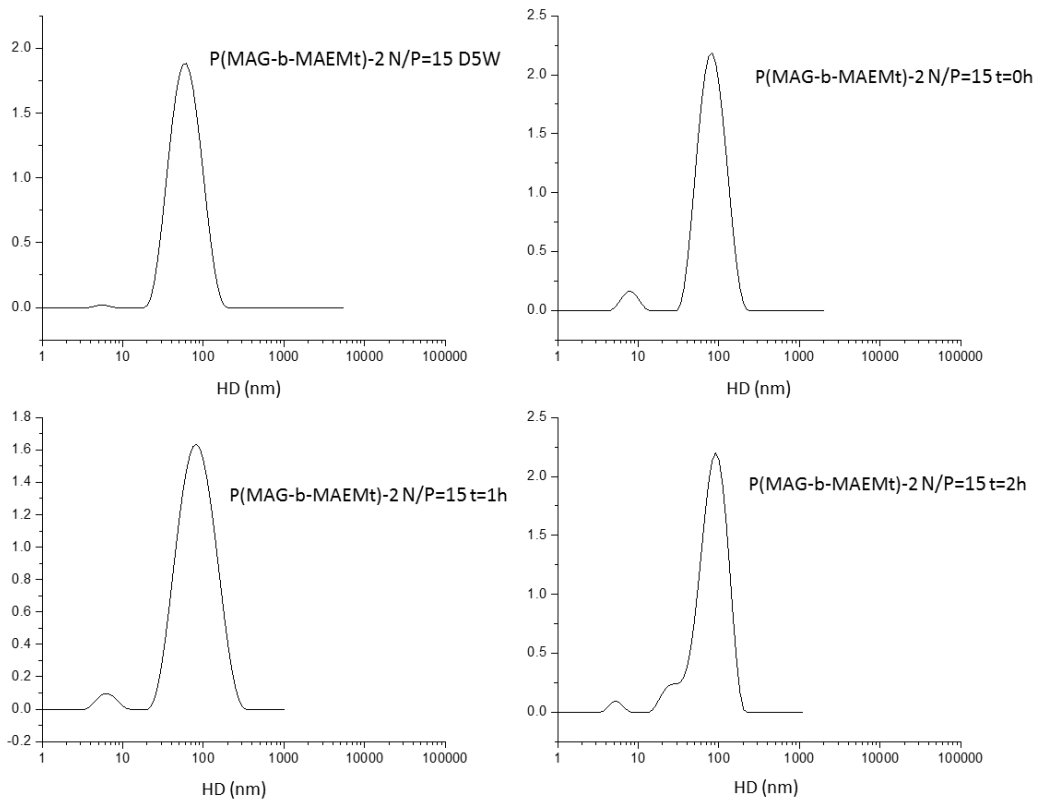 P(MAG-b-MAEMt)-2 N/P=15 D5W
2.0
1.5
1.0
0.5
0.0
1 10 100 1000 10000 100000
HD (nm)
P(MAG-b-MAEMt)-2 N/P=15 t=0h
2.5
2.0
1.5
1.0
0.5
0.0
1 10 100 1000 10000 100000
HD (nm)
P(MAG-b-MAEMt)-2 N/P=15 t=1h
1.8
1.6
1.4
1.2
1.0
0.8
0.6
0.4
0.2
0.0
-0.2
1 10 100 1000 10000 100000
HD (nm)
P(MAG-b-MAEMt)-2 N/P=15 t=2h
2.5
2.0
1.5
1.0
0.5
0.0
1 10 100 1000 10000 100000
HD (nm)